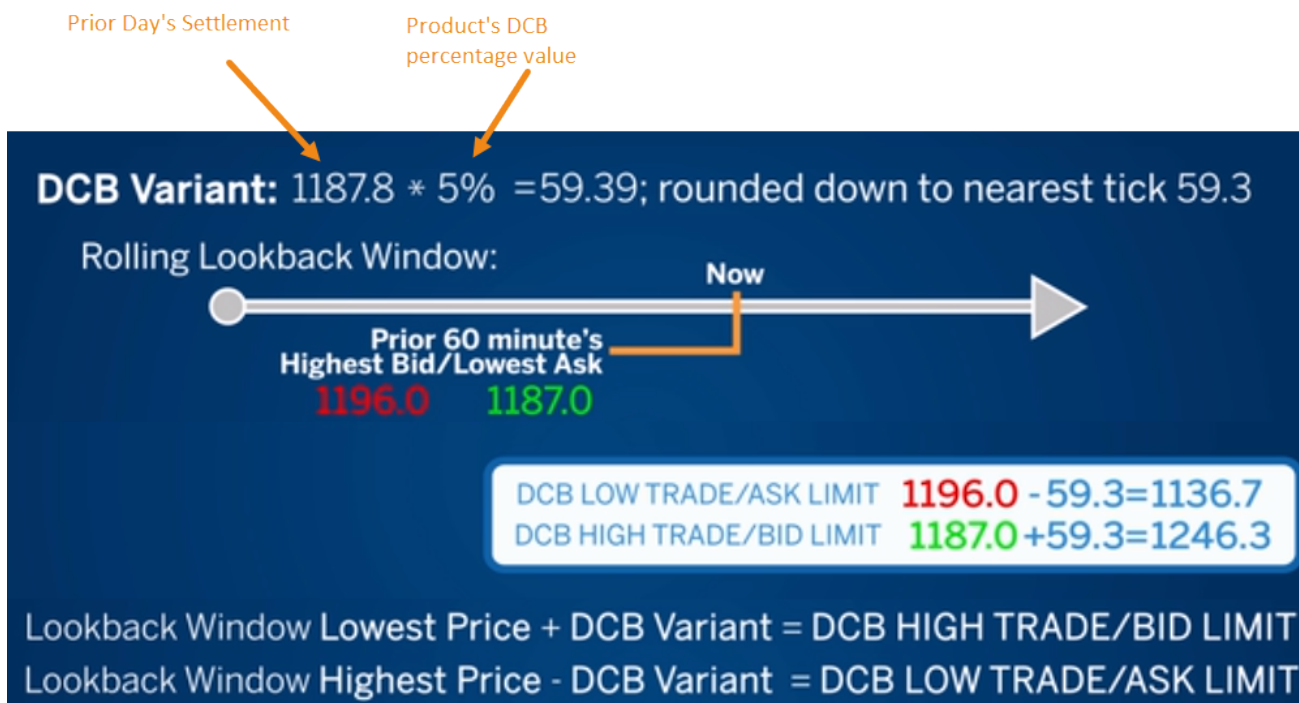 Prior Day's Settlement
Product's DCB
percentage value
DCB Variant: 1187.8 * 5% =59.39; rounded down to nearest tick 59.3
Rolling Lookback Window:
Now
Prior 60 minute's
Highest Bid/Lowest Ask
1196.0 1187.0
DCB LOW TRADE/ASK LIMIT 1196.0 -59.3=1136.7
DCB HIGH TRADE/BID LIMIT 1187.0+59.3=1246.3
Lookback Window Lowest Price + DCB Variant = DCB HIGH TRADE/BID LIMIT
Lookback Window Highest Price - DCB Variant = DCB LOW TRADE/ASK LIMIT